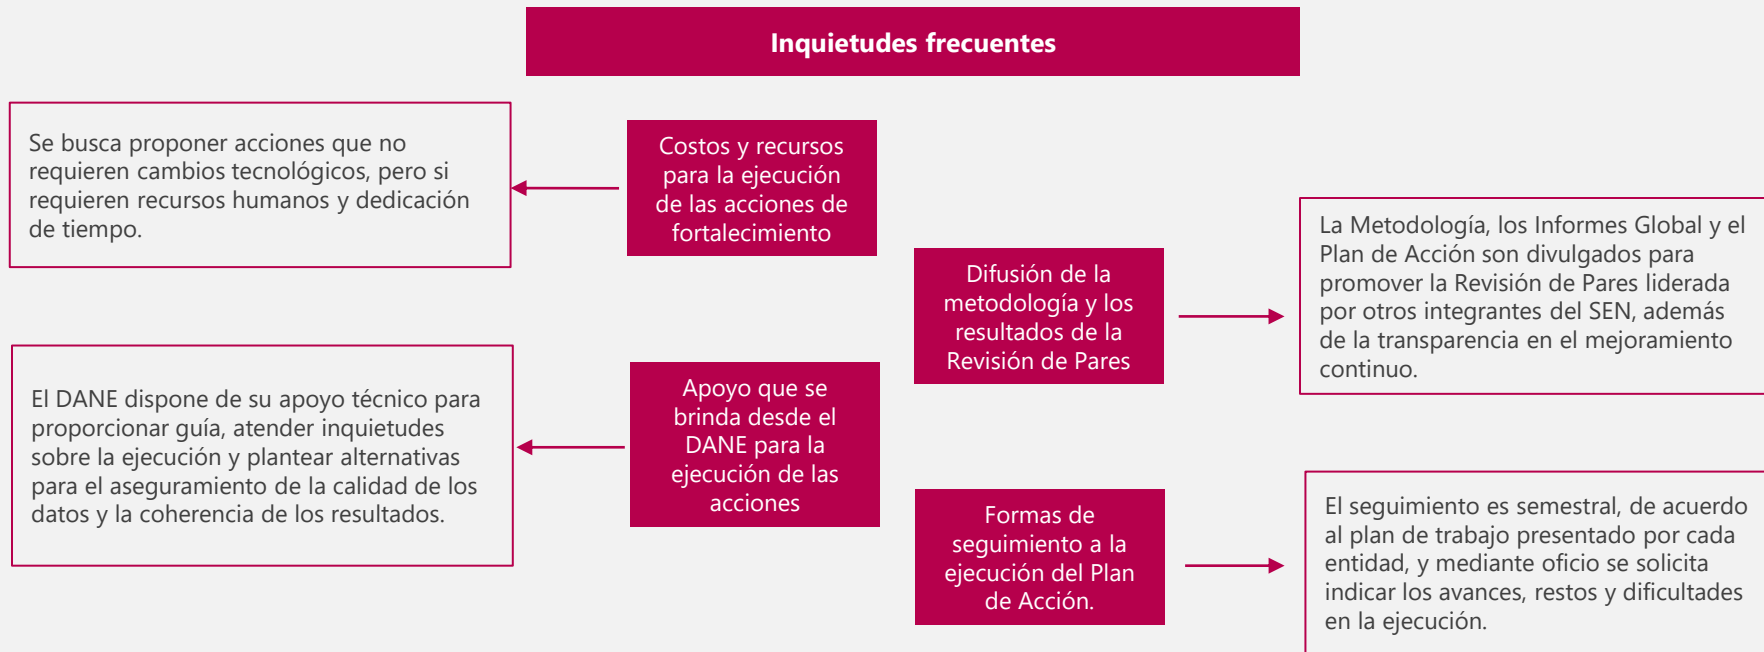 Inquietudes frecuentes
Se busca proponer acciones que no
requieren cambios tecnológicos, pero si
requieren recursos humanos y dedicación
de tiempo.
Costos y recursos
para la ejecución
de las acciones de
fortalecimiento
Difusión de la
metodología y los
resultados de la
Revisión de Pares
La Metodología, los Informes Global y el
Plan de Acción son divulgados para
promover la Revisión de Pares liderada
por otros integrantes del SEN, además
de la transparencia en el mejoramiento
continuo.
El DANE dispone de su apoyo técnico para
proporcionar guía, atender inquietudes
sobre la ejecución y plantear alternativas
para el aseguramiento de la calidad de los
datos y la coherencia de los resultados.
Apoyo que se
brinda desde el
DANE para la
ejecución de las
acciones
Formas de
seguimiento a la
ejecución del Plan
de Acción.
El seguimiento es semestral, de acuerdo
al plan de trabajo presentado por cada
entidad, y mediante oficio se solicita
indicar los avances, restos y dificultades
en la ejecución.